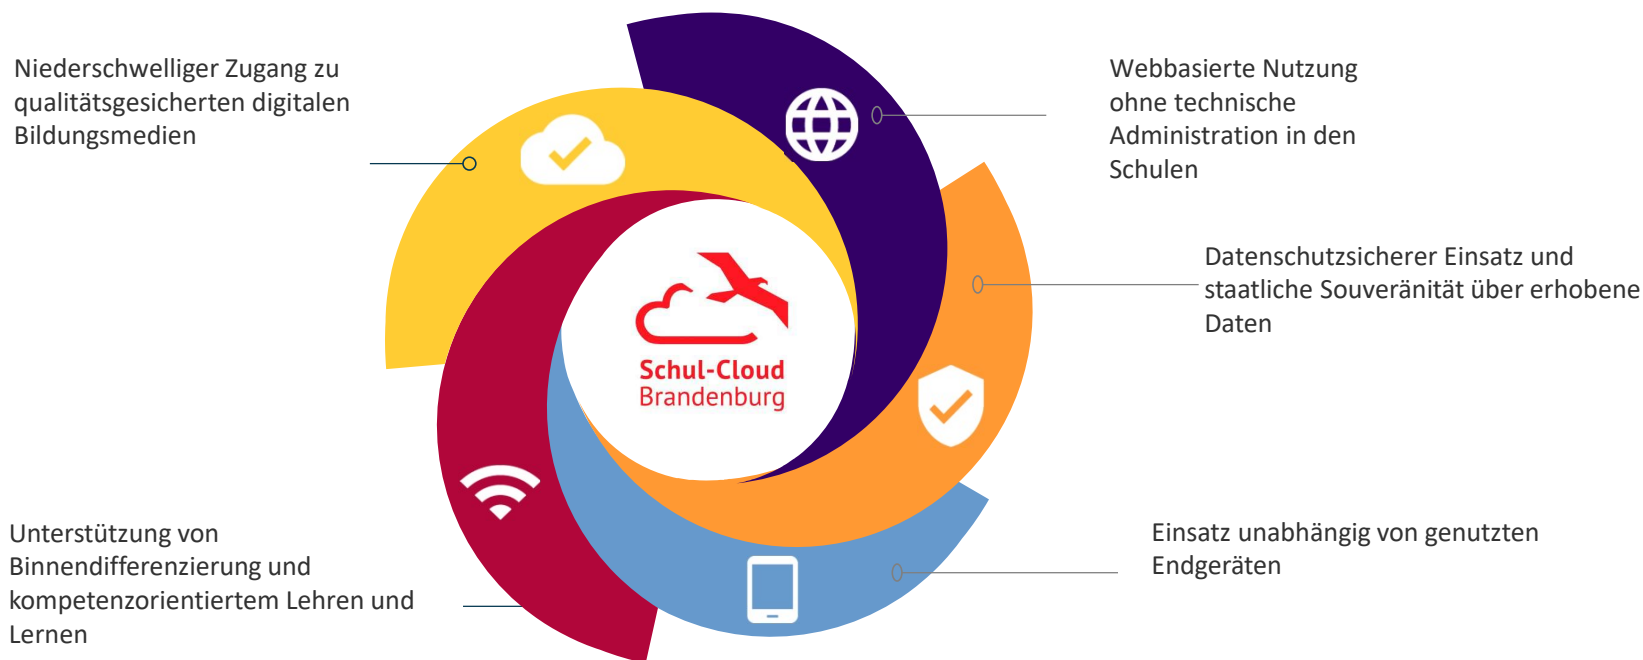 Niederschwelliger Zugang zu
qualitätsgesicherten digitalen
Bildungsmedien
Webbasierte Nutzung
ohne technische
Administration in den
Schulen
Datenschutzsicherer Einsatz und
staatliche Souveränität über erhobene
Daten
Schul-Cloud
Brandenburg
Unterstützung von
Binnendifferenzierung und
kompetenzorientiertem Lehren und
Lernen
Einsatz unabhängig von genutzten
Endgeräten